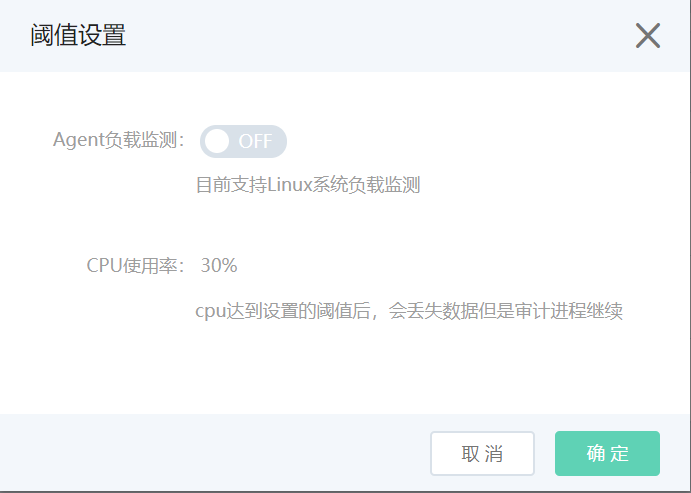 阈值设置
Agent负载监测： OFF
目前支持Linux系统负载监测
CPU使用率： 30%
cpu达到设置的阈值后，会丢失数据但是审计进程继续
取消 确定